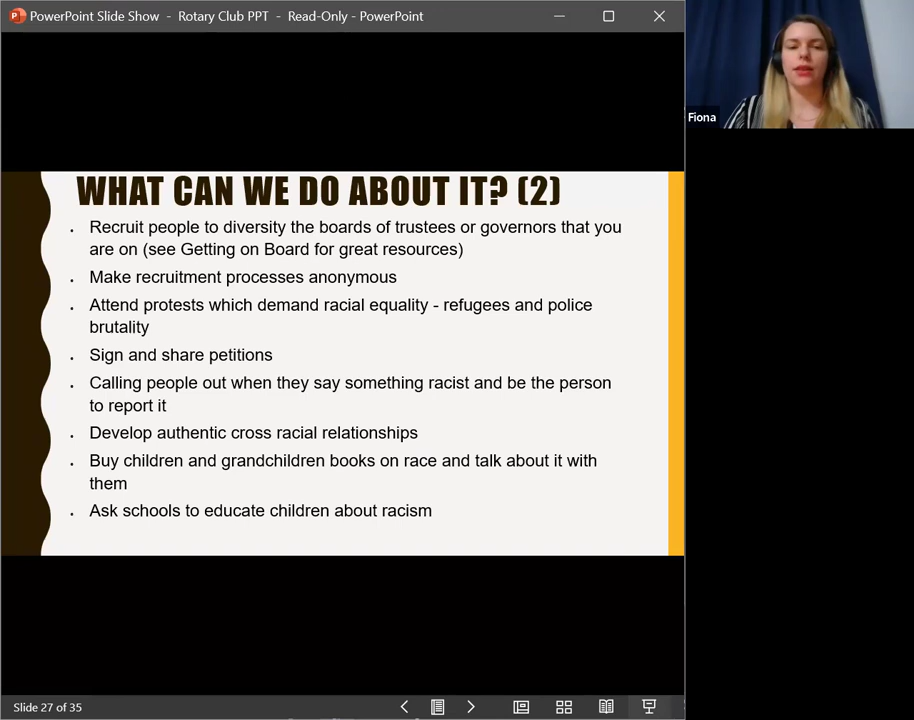 PowerPoint Slide Show - Rotary Club PPT - Read-Only - PowerPoint
Fiona
WHAT CAN WE DO ABOUT IT? (2)
• Recruit people to diversity the boards of trustees or governors that you
are on (see Getting on Board for great resources)
• Make recruitment processes anonymous
• Attend protests which demand racial equality - refugees and police
brutality
• Sign and share petitions
• Calling people out when they say something racist and be the person
to report it
• Develop authentic cross racial relationships
• Buy children and grandchildren books on race and talk about it with
them
• Ask schools to educate children about racism
Slide 27 of 35